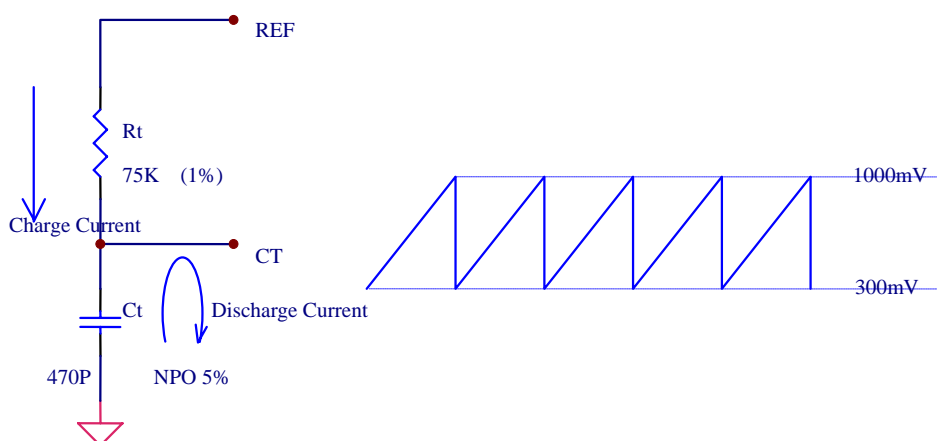 REF
Rt
75K (1%)
1000mV
Charge Current
CT
300mV
Ct
Discharge Current
470P
NPO 5%